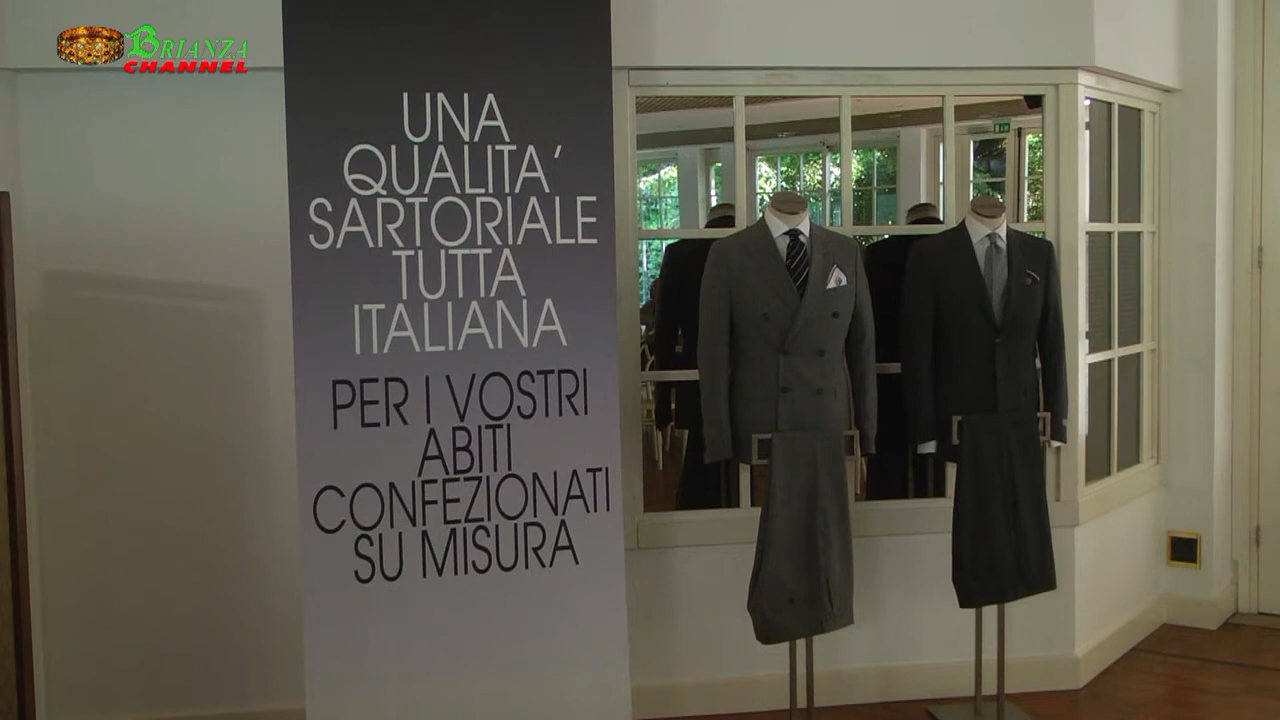 BRIANZA
CHANNEL
UNA
QUALITA'
SARTORIALE
TUTTA
ITALIANA
PER I VOSTRI
ABITI
CONFEZIONATI
SU MISURA